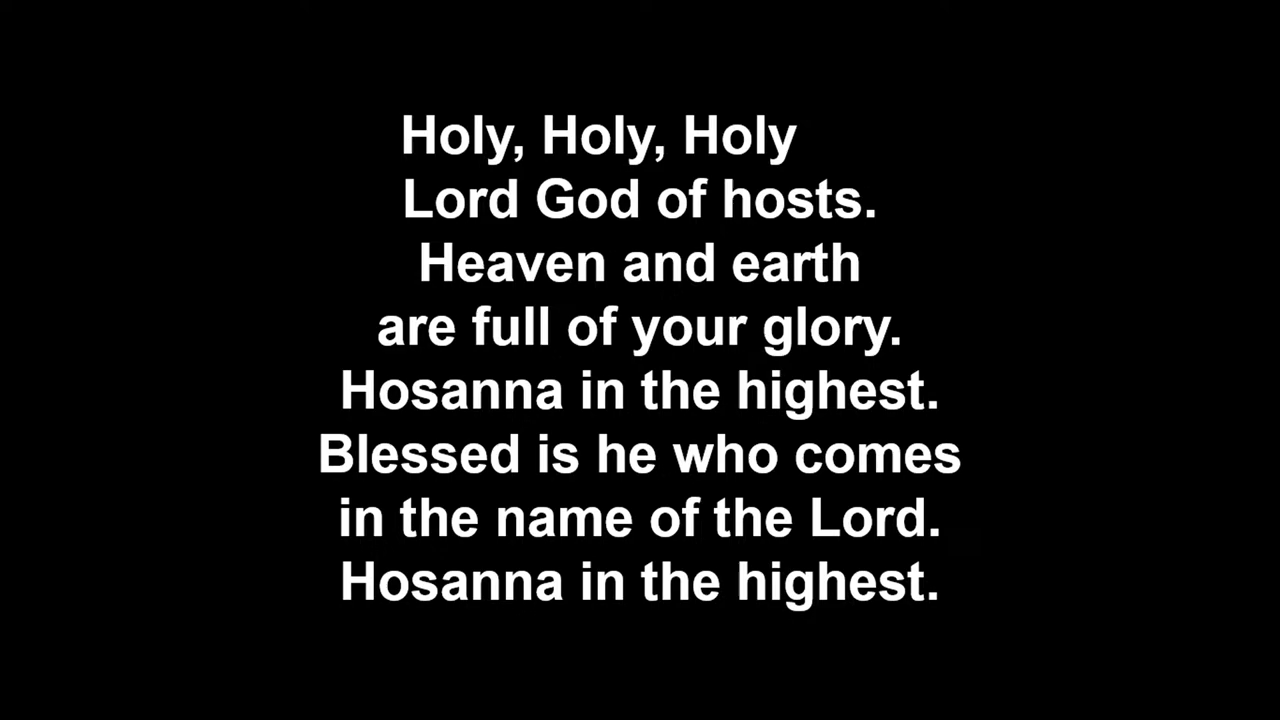 Holy, Holy, Holy
Lord God of hosts.
Heaven and earth
are full of your glory.
Hosanna in the highest.
Blessed is he who comes
in the name of the Lord.
Hosanna in the highest.